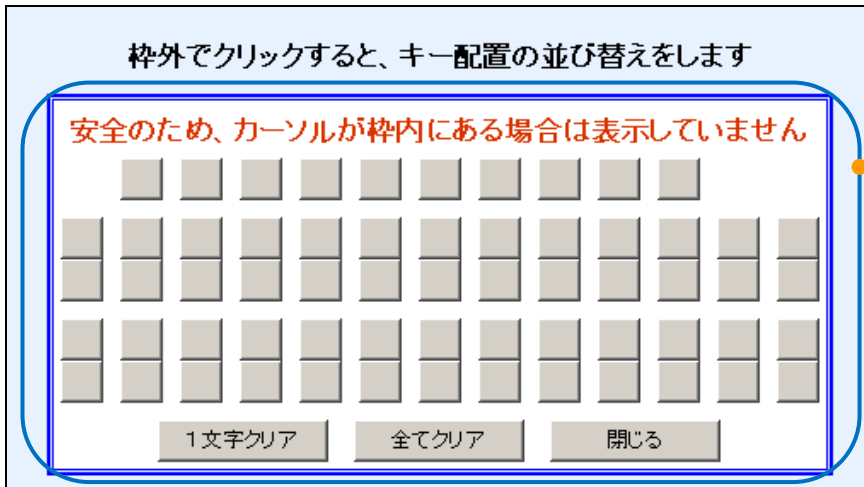 枠外でクリックすると、キー配置の並び替えをします
安全のため、カーソルが枠内にある場合は表示していません
1文字クリア 全てクリア 閉じる